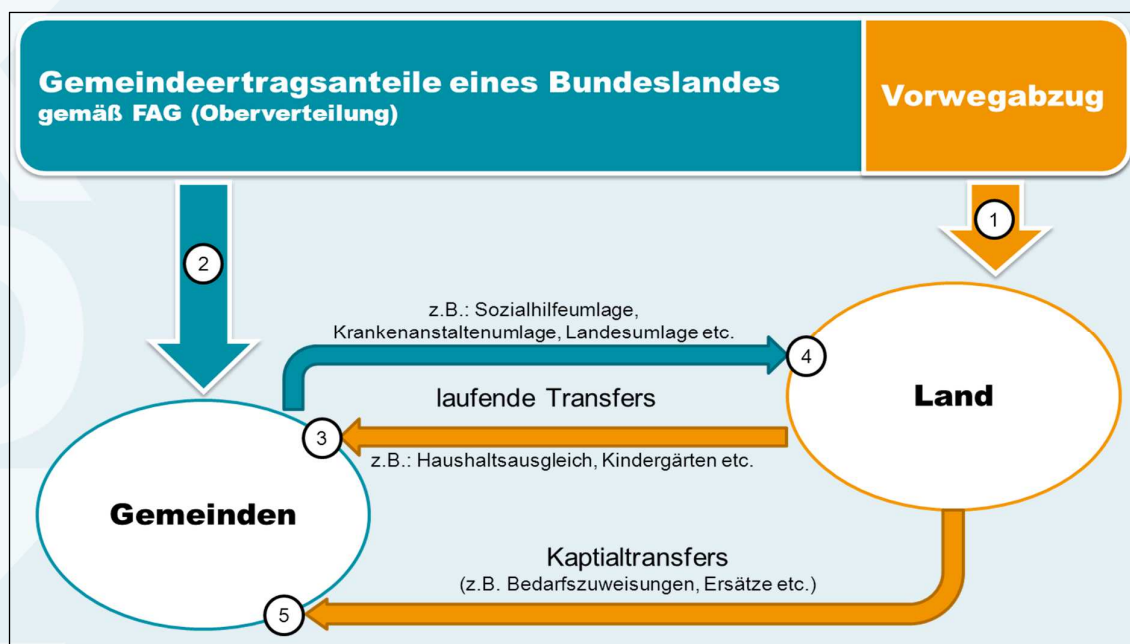 Gemeindeertragsanteile eines Bundeslandes
gemäß FAG (Oberverteilung)
Vorwegabzug
1
2
z.B.: Sozialhilfeumlage,
Krankenanstaltenumlage, Landesumlage etc.
4
Land
laufende Transfers
3
z.B.: Haushaltsausgleich, Kindergärten etc.
Gemeinden
Kaptialtransfers
(z.B. Bedarfszuweisungen, Ersätze etc.)
5